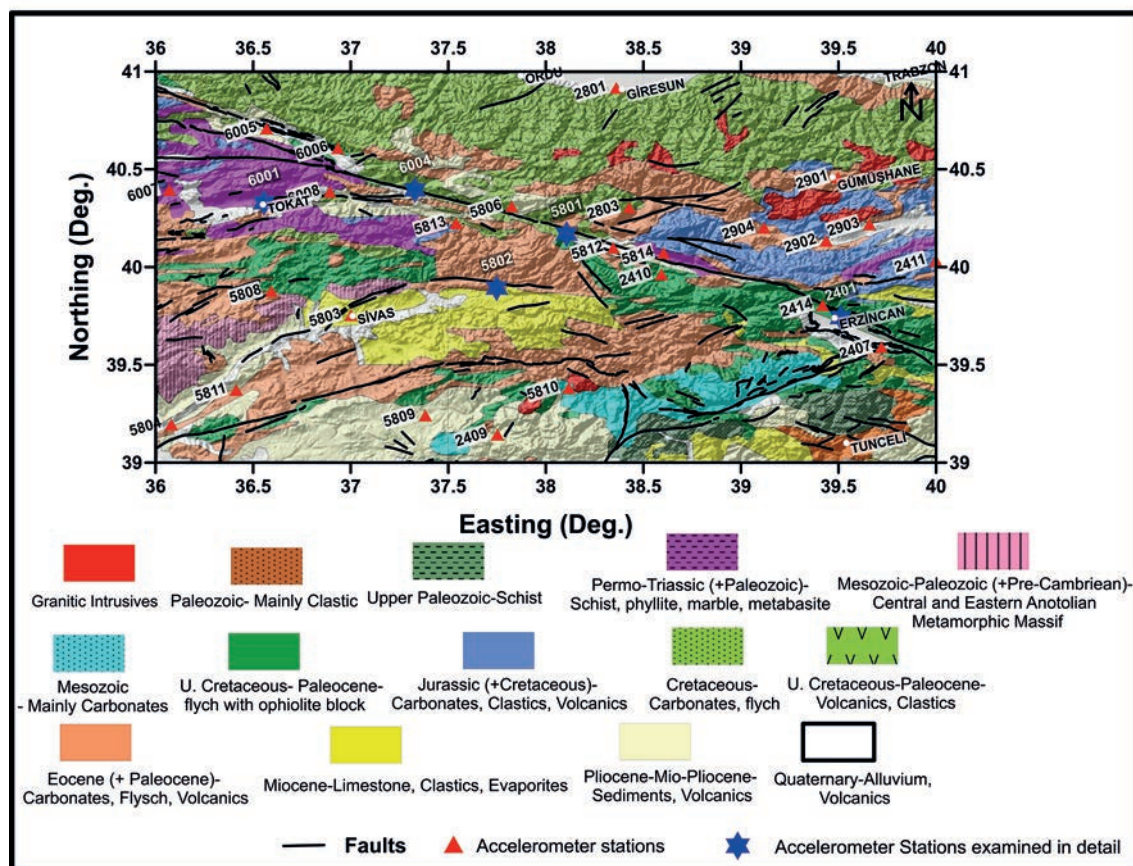 36 36.5 37 37.5 38 38.5 39 39.5 40
41 41
40.5 40.5
40 40
39.5 39.5
39 39
36 36.5 37 37.5 38 38.5 39 39.5 40
Northing (Deg.)
Easting (Deg.)
ORDU
2801
GİRESUN
TRABZON
N
6005
6006
6004
6001
6007
6008
TOKAT
5806
5801
2803
2901
GÜMÜŞHANE
5813
5812
5814
2904
2902
2903
2410
2411
5802
5808
5803
SİVAS
2414
2401
ERZİNCAN
2407
5811
5804
5809
5810
2409
TUNCELİ
Granitic Intrusives
Paleozoic- Mainly Clastic
Upper Paleozoic-Schist
Permo-Triassic (+Paleozoic)-
Schist, phyllite, marble, metabasite
Mesozoic-Paleozoic (+Pre-Cambriean)-
Central and Eastern Anotolian
Metamorphic Massif
Mesozoic
- Mainly Carbonates
U. Cretaceous- Paleocene-
flych with ophiolite block
Jurassic (+Cretaceous)-
Carbonates, Clastics, Volcanics
Cretaceous-
Carbonates, flych
U. Cretaceous-Paleocene-
Volcanics, Clastics
Eocene (+ Paleocene)-
Carbonates, Flysch, Volcanics
Miocene-Limestone, Clastics, Evaporites
Pliocene-Mio-Pliocene-
Sediments, Volcanics
Quaternary-Alluvium,
Volcanics
Faults
Accelerometer stations
Accelerometer Stations examined in detail